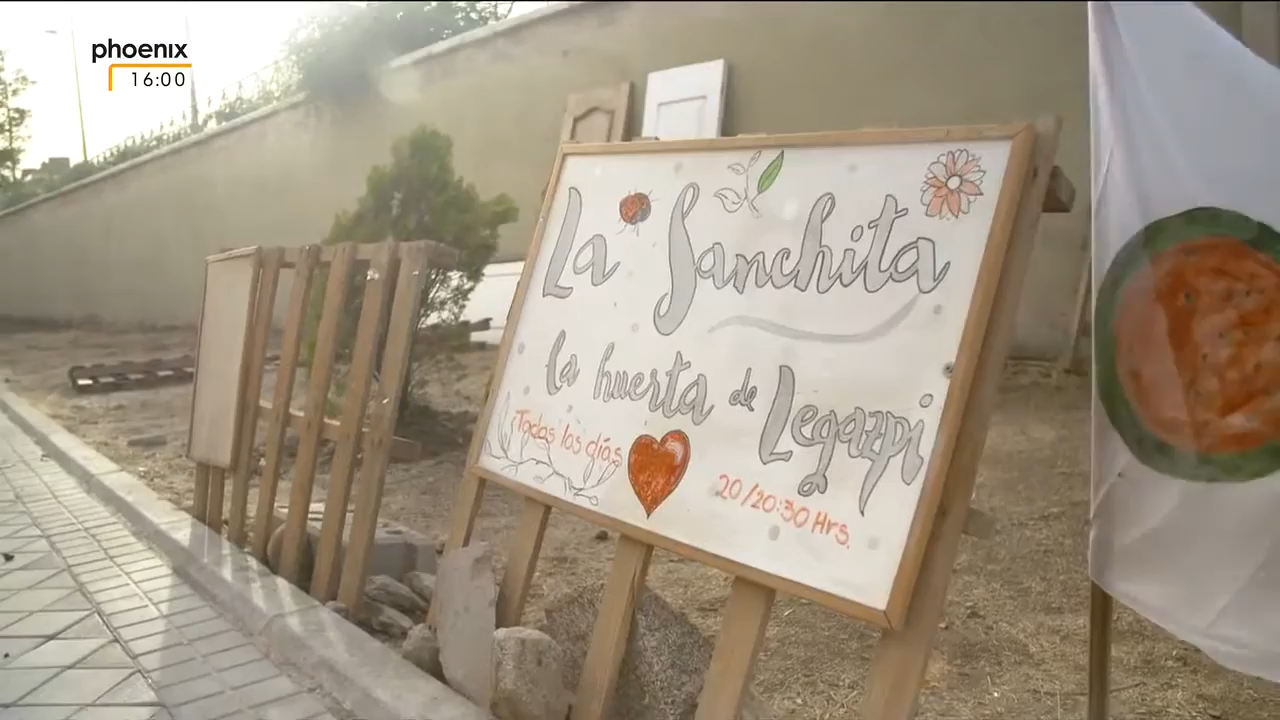 phoenix
16:00
La Sanchita
la huerta de Legazpi
Todos los días
20/20:30 Hrs.